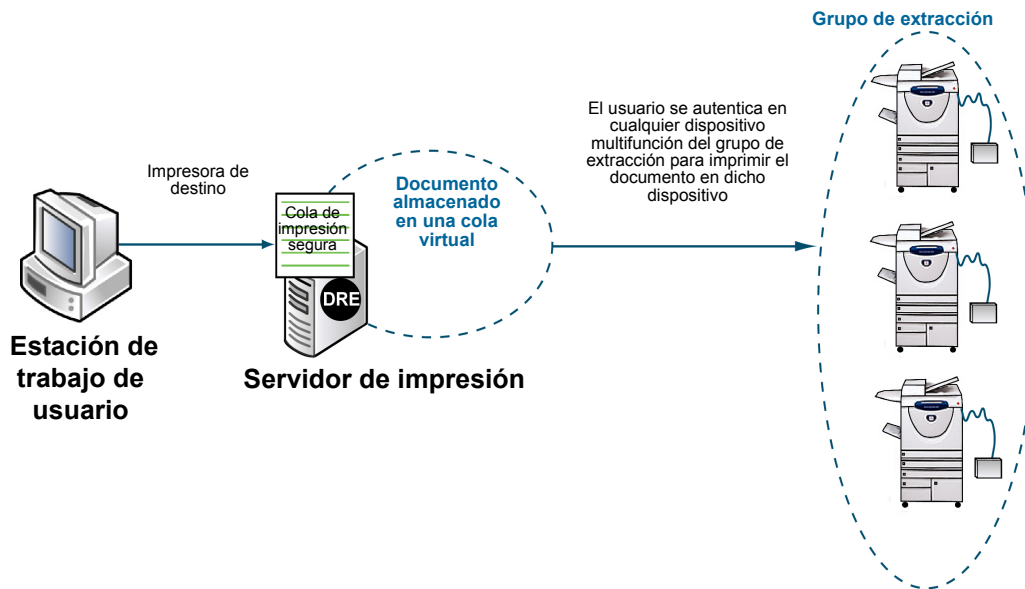 Grupo de extracción
El usuario se autentica en
cualquier dispositivo
multifunción del grupo de
extracción para imprimir el
documento en dicho
dispositivo
Impresora de
destino
Documento
almacenado
en una cola
virtual
Cola de
impresión
segura
DRE
Estación de
trabajo de
usuario
Servidor de impresión